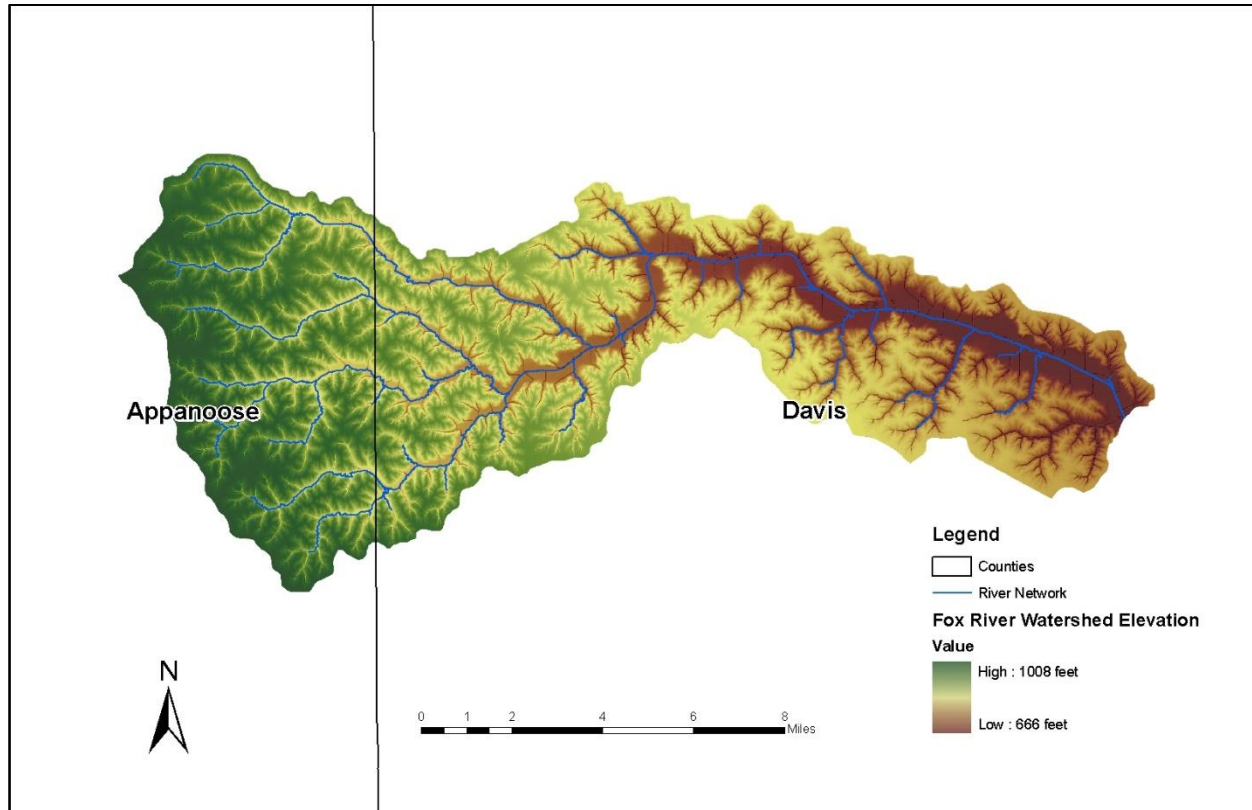 Appanoose
Davis
Legend
Counties
River Network
Fox River Watershed Elevation
Value
High : 1008 feet
Low : 666 feet
N
0 1 2 4 6 8
Miles